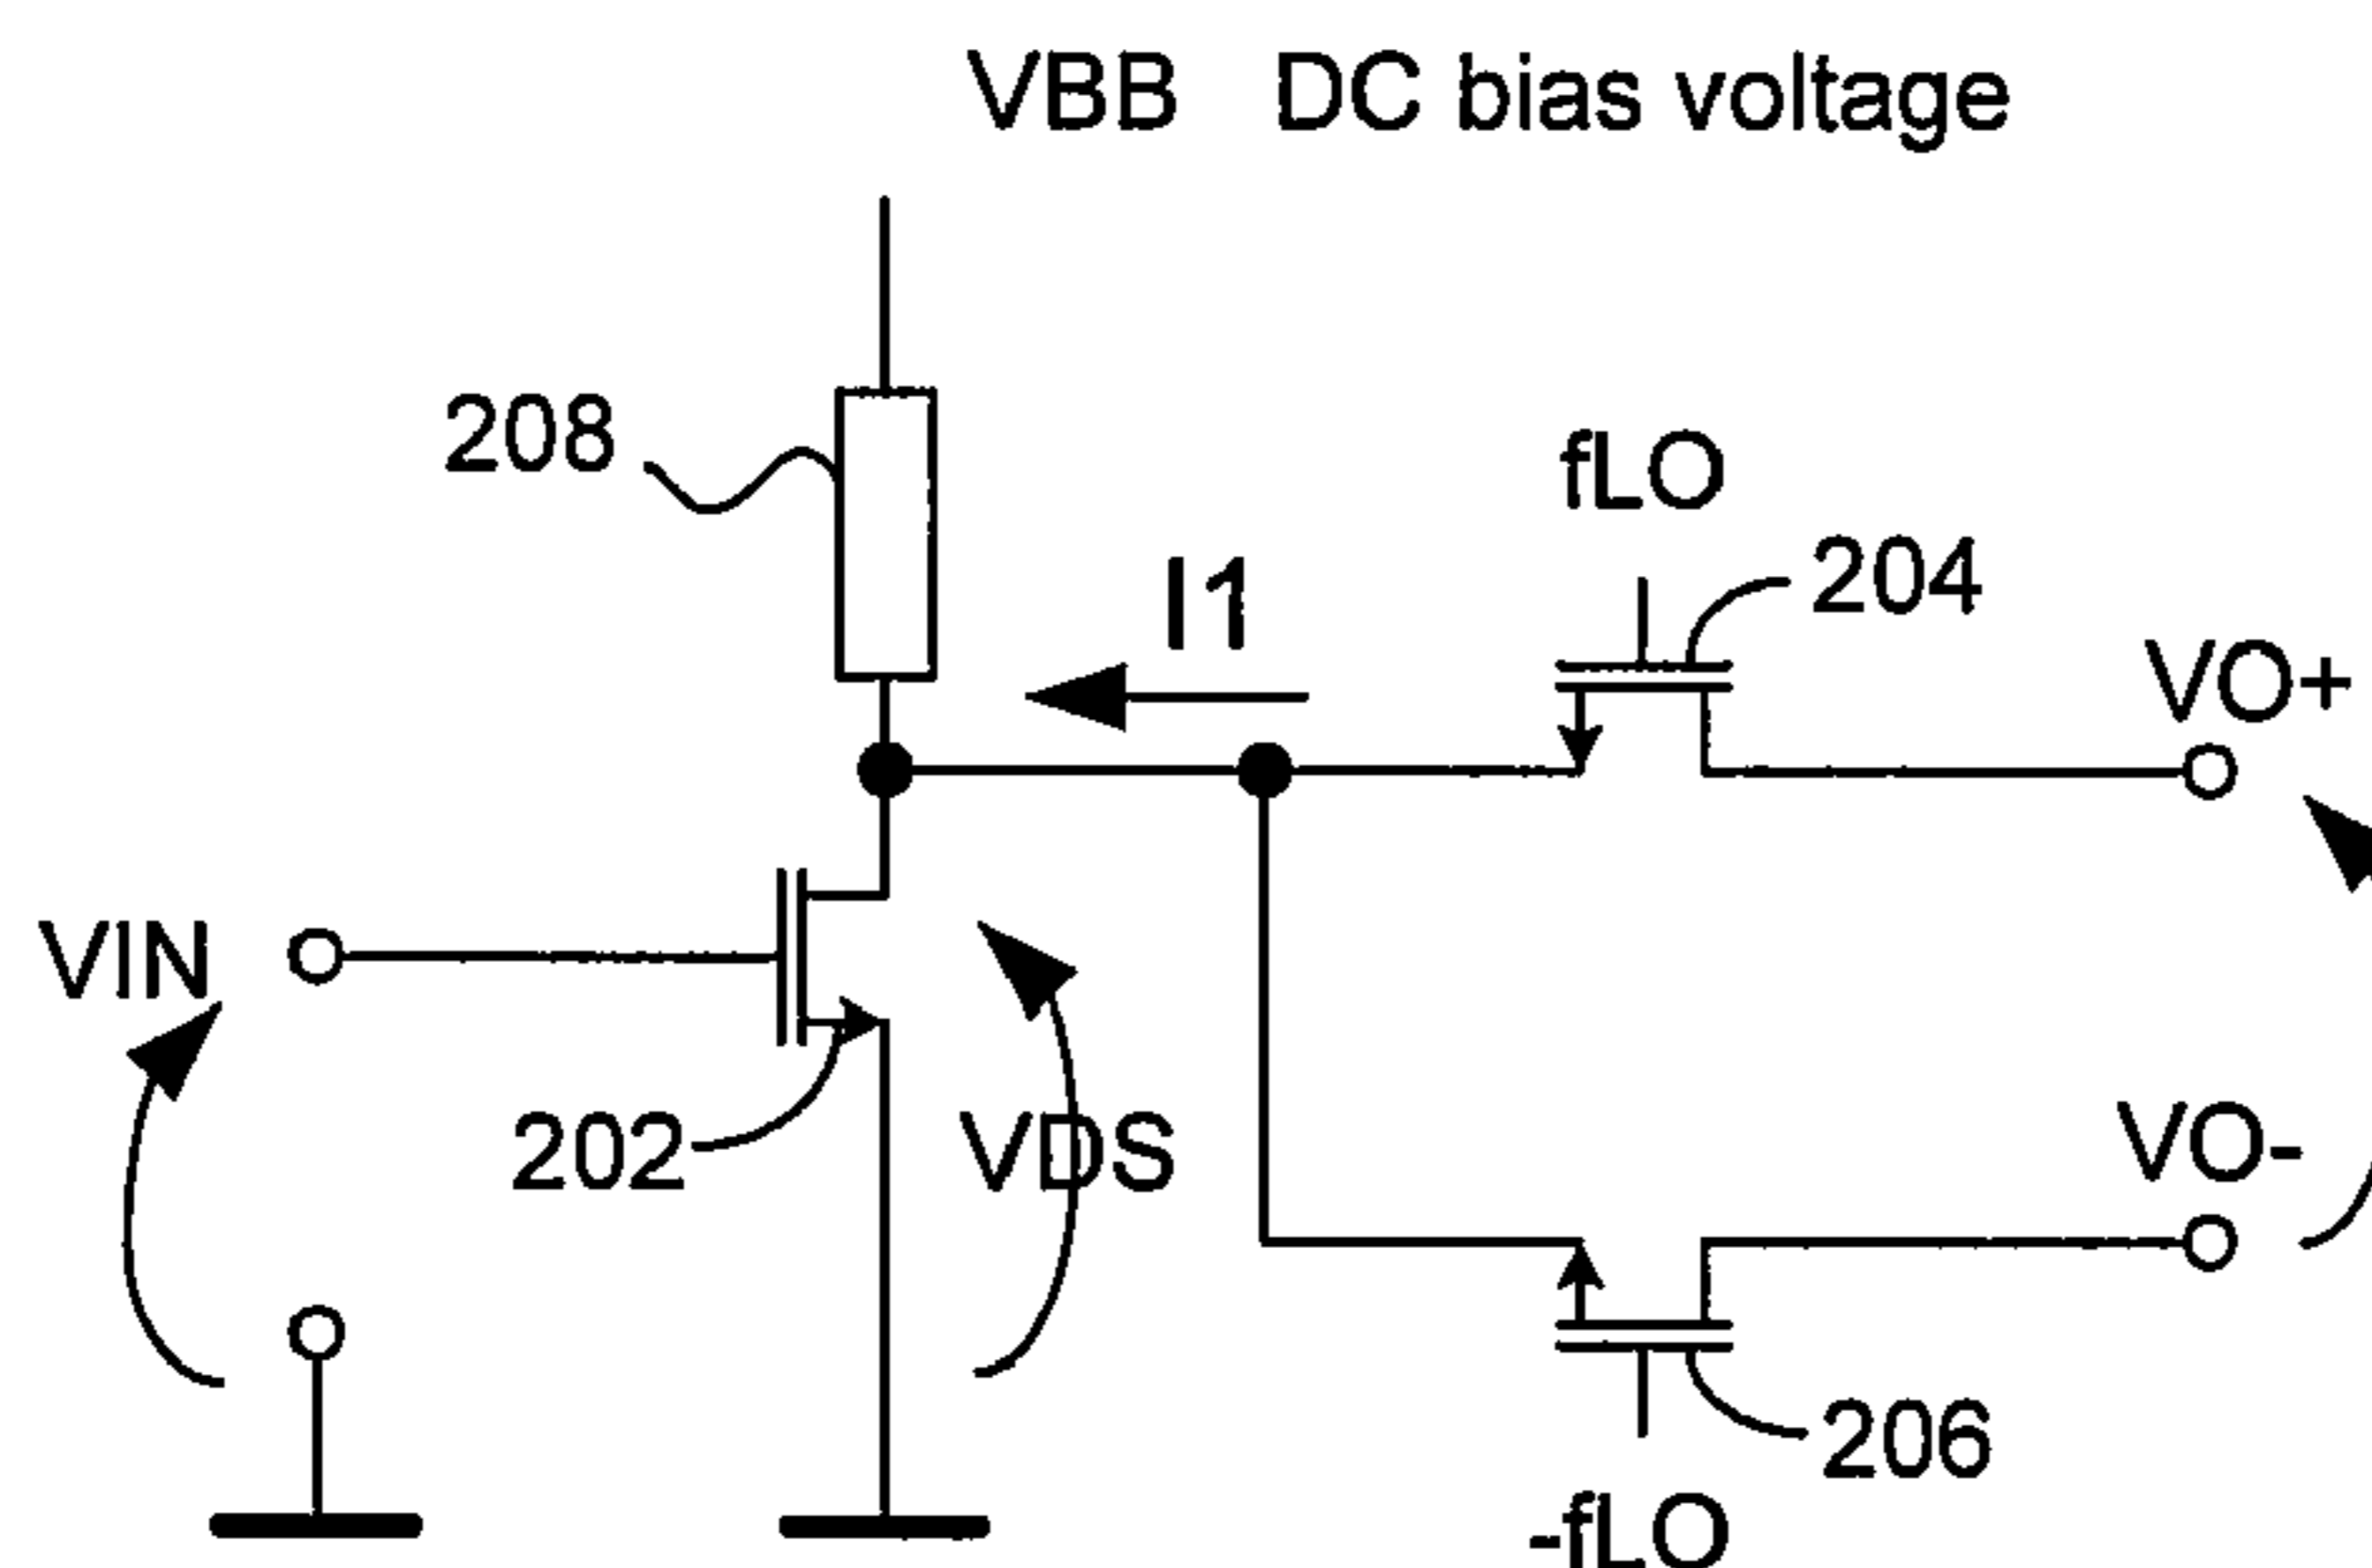 VBB DC bias voltage
208
fLO
204
I1
VO+
VIN
202
VDS
VO-
206
-fLO